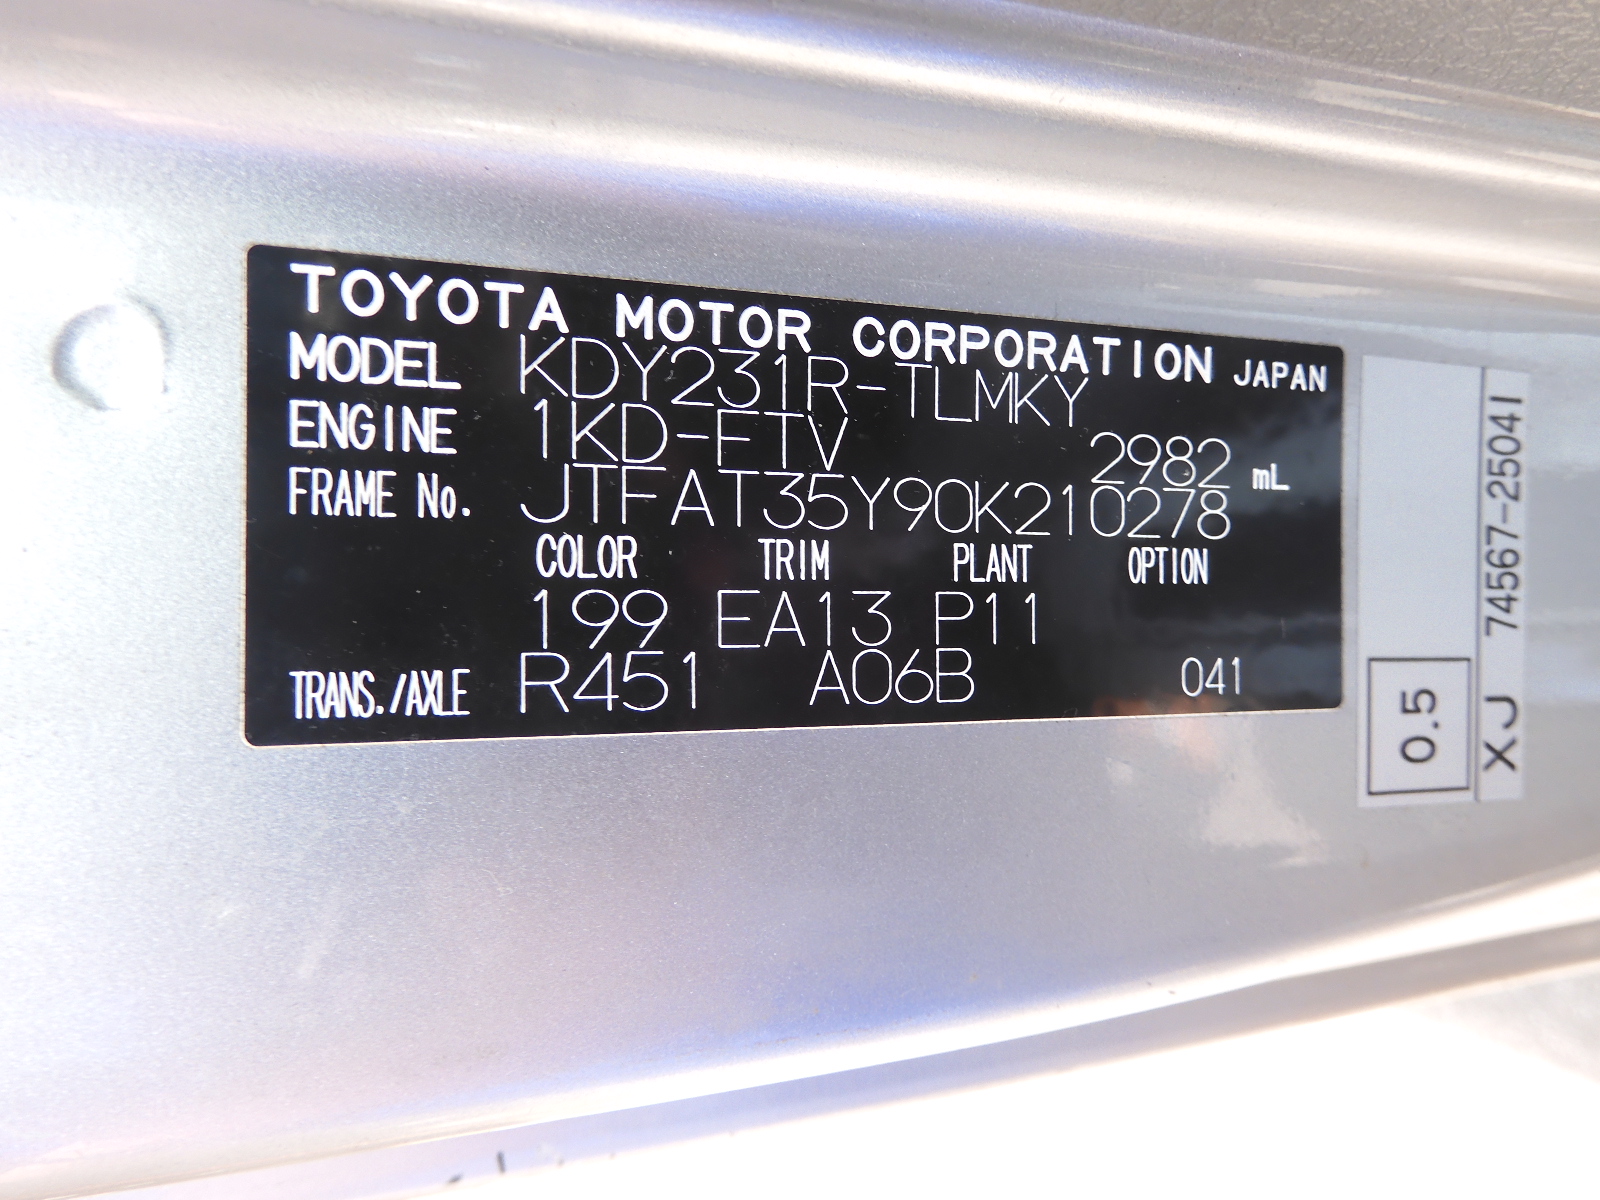 TOYOTA MOTOR CORPORATION JAPAN
MODEL KDY231R-TLMKY
ENGINE 1KD-FTV 2982 mL
FRAME No. JTFAT35Y90K210278
COLOR TRIM PLANT OPTION
199 EA13 P11
TRANS./AXLE R451 A06B 041
0.5
XJ 74567-25041